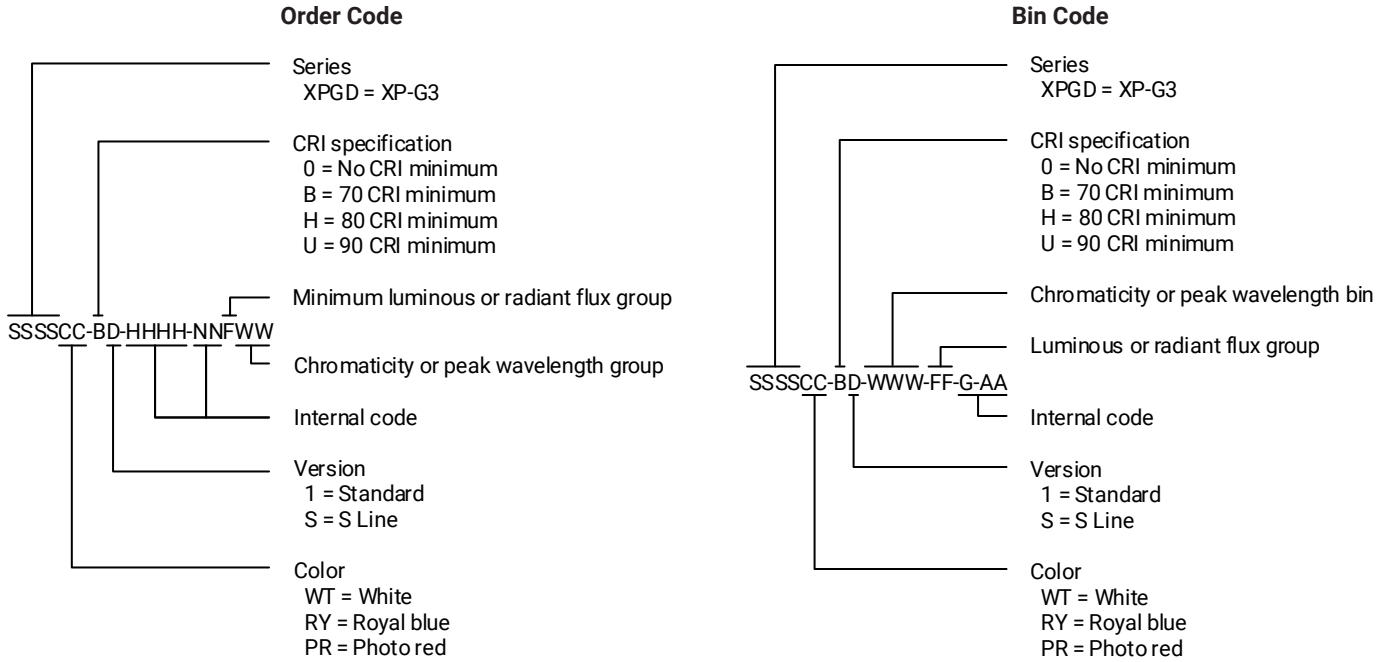 Order Code
Series
XPGD = XP-G3
CRI specification
0 = No CRI minimum
B = 70 CRI minimum
H = 80 CRI minimum
U = 90 CRI minimum
Minimum luminous or radiant flux group
SSSSCC-BD-HHHH-NNFWW
Chromaticity or peak wavelength group
Internal code
Version
1 = Standard
S = S Line
Color
WT = White
RY = Royal blue
PR = Photo red
Bin Code
Series
XPGD = XP-G3
CRI specification
0 = No CRI minimum
B = 70 CRI minimum
H = 80 CRI minimum
U = 90 CRI minimum
Chromaticity or peak wavelength bin
Luminous or radiant flux group
SSSSCC-BD-WWW-FF-G-AA
Internal code
Version
1 = Standard
S = S Line
Color
WT = White
RY = Royal blue
PR = Photo red